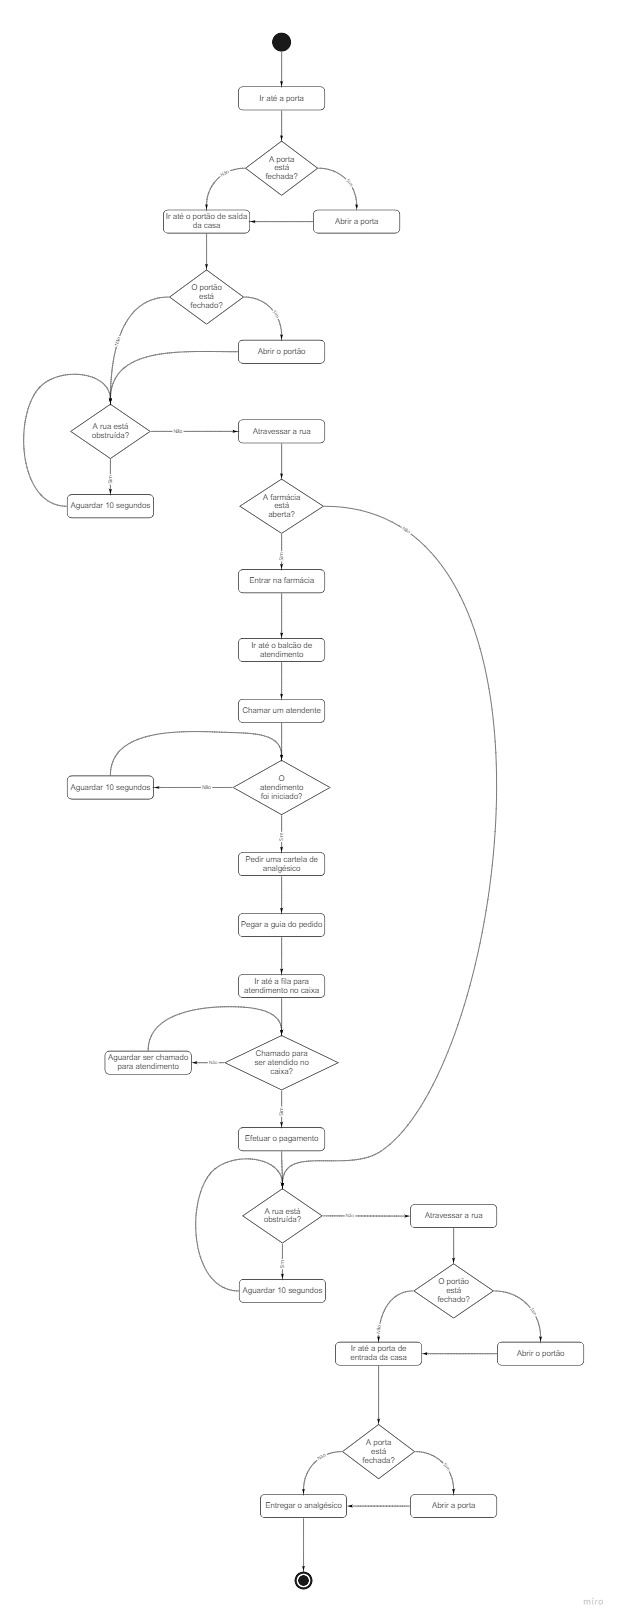 Ir até a porta
A porta
está
fechada?
Não
Sim
Ir até o portão de saída
da casa
Abrir a porta
O portão
está
fechado?
Sim
Não
Abrir o portão
A rua está
obstruída?
Não
Atravessar a rua
Sim
Aguardar 10 segundos
A farmácia
está
aberta?
Não
Sim
Entrar na farmácia
Ir até o balcão de
atendimento
Chamar um atendente
O
atendimento
foi iniciado?
Não
Aguardar 10 segundos
Sim
Pedir uma cartela de
analgésico
Pegar a guia do pedido
Ir até a fila para
atendimento no caixa
Chamado para
ser atendido no
caixa?
Não
Aguardar ser chamado
para atendimento
Sim
Efetuar o pagamento
A rua está
obstruída?
Não
Atravessar a rua
Sim
Aguardar 10 segundos
O portão
está
fechado?
Não
Sim
Ir até a porta de
entrada da casa
Abrir o portão
A porta
está
fechada?
Não
Sim
Entregar o analgésico
Abrir a porta
miro